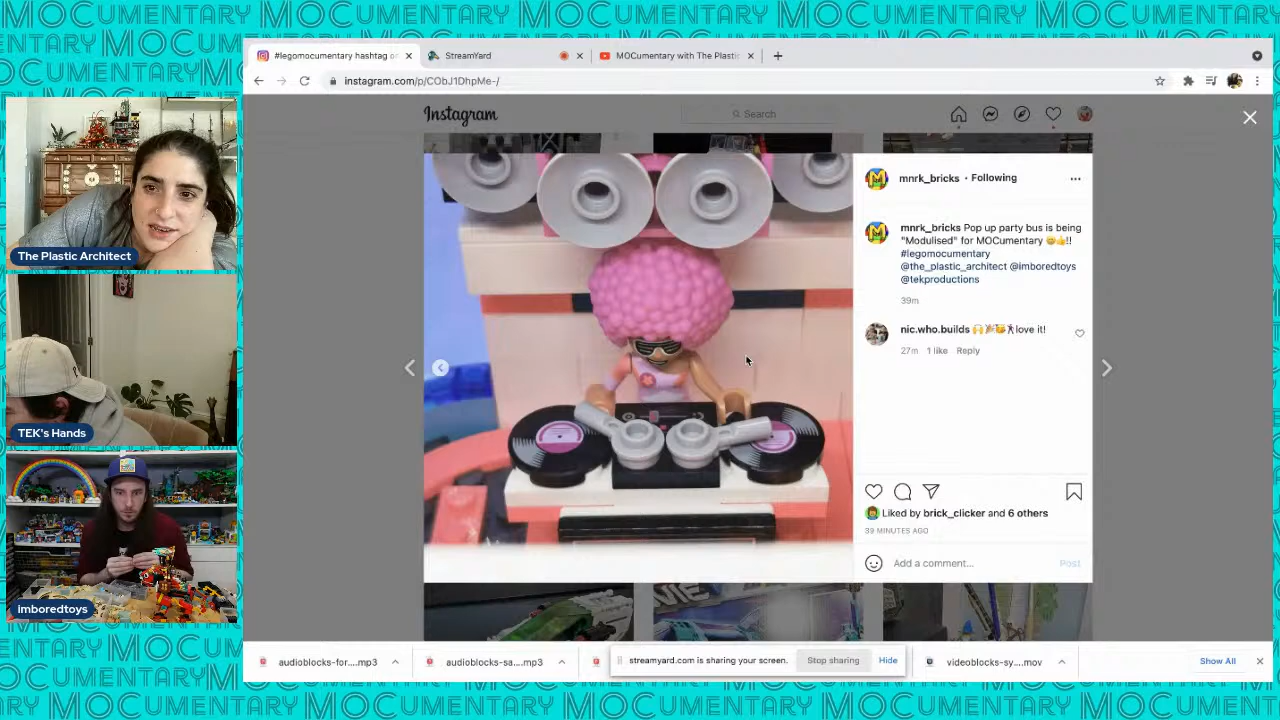 MOCUMENTARY
#legomocumentary hashtag on
StreamYard
MOCumentary with The Plastic
instagram.com/p/CObJ1DhpMe-/
Instagram
Search
mnrk_bricks • Following
mnrk_bricks Pop up party bus is being
"Modulised" for MOCumentary 😄👍!!
#legomocumentary
@the_plastic_architect @imboredtoys
@tekproductions
39m
nic.who.builds love it!
27m 1 like Reply
Liked by brick_clicker and 6 others
39 MINUTES AGO
Add a comment...
Post
The Plastic Architect
TEK's Hands
imboredtoys
audioblocks-for....mp3
audioblocks-sa....mp3
streamyard.com is sharing your screen.
Stop sharing
Hide
videoblocks-sy....mov
Show All